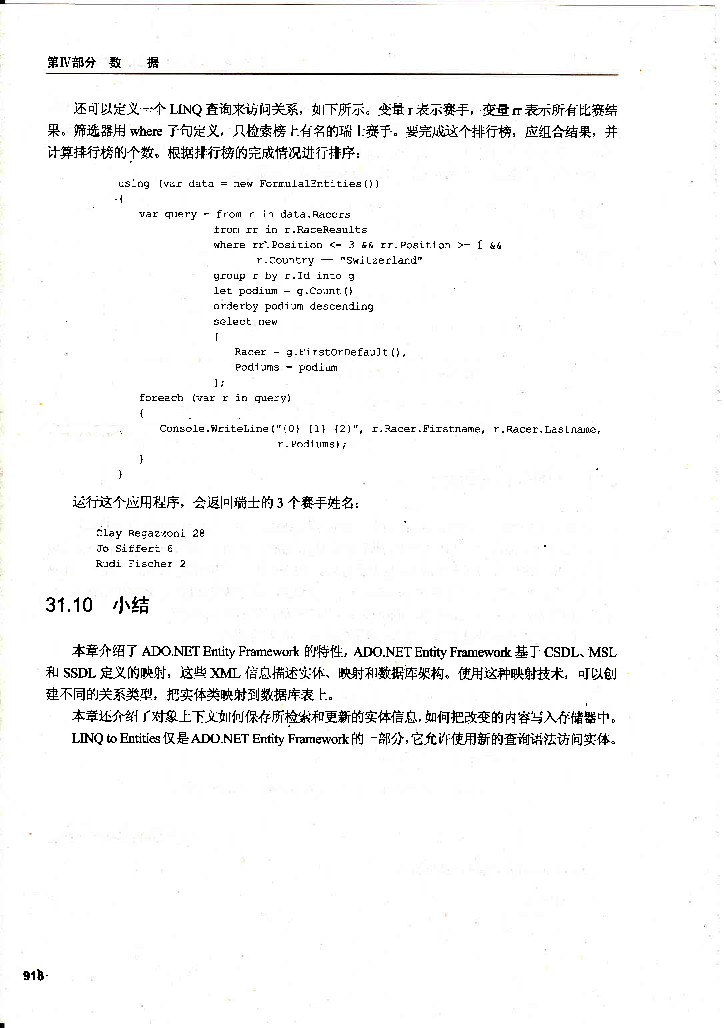 第Ⅳ部分 数 据
还可以定义一个 LINQ 查询来访问关系，如下所示。变量 r 表示赛手，变量 rr 表示所有比赛结
果。筛选器用 where 子句定义，只检索榜上有名的瑞士赛手。要完成这个排行榜，应组合结果，并
计算排行榜的个数。根据排行榜的完成情况进行排序：
using (var data = new Formula1Entities())
{
var query = from r in data.Racers
from rr in r.RaceResults
where rr.Position <= 3 && rr.Position >= 1 &&
r.Country == "Switzerland"
group r by r.Id into g
let podium = g.Count()
orderby podium descending
select new
{
Racer = g.FirstOrDefault(),
Podiums = podium
};
foreach (var r in query)
{
Console.WriteLine("{0} {1} {2}", r.Racer.Firstname, r.Racer.Lastname,
r.Podiums);
}
}
运行这个应用程序，会返回瑞士的 3 个赛手姓名：
Clay Regazzoni 28
Jo Siffert 6
Rudi Fischer 2
31.10 小结
本章介绍了 ADO.NET Entity Framework 的特性，ADO.NET Entity Framework 基于 CSDL、MSL
和 SSDL 定义的映射，这些 XML 信息描述实体、映射和数据库架构。使用这种映射技术，可以创
建不同的关系类型，把实体类映射到数据库表上。
本章还介绍了对象上下文如何保存所检索和更新的实体信息，如何把改变的内容写入存储器中。
LINQ to Entities 仅是 ADO.NET Entity Framework 的一部分，它允许使用新的查询语法访问实体。
918